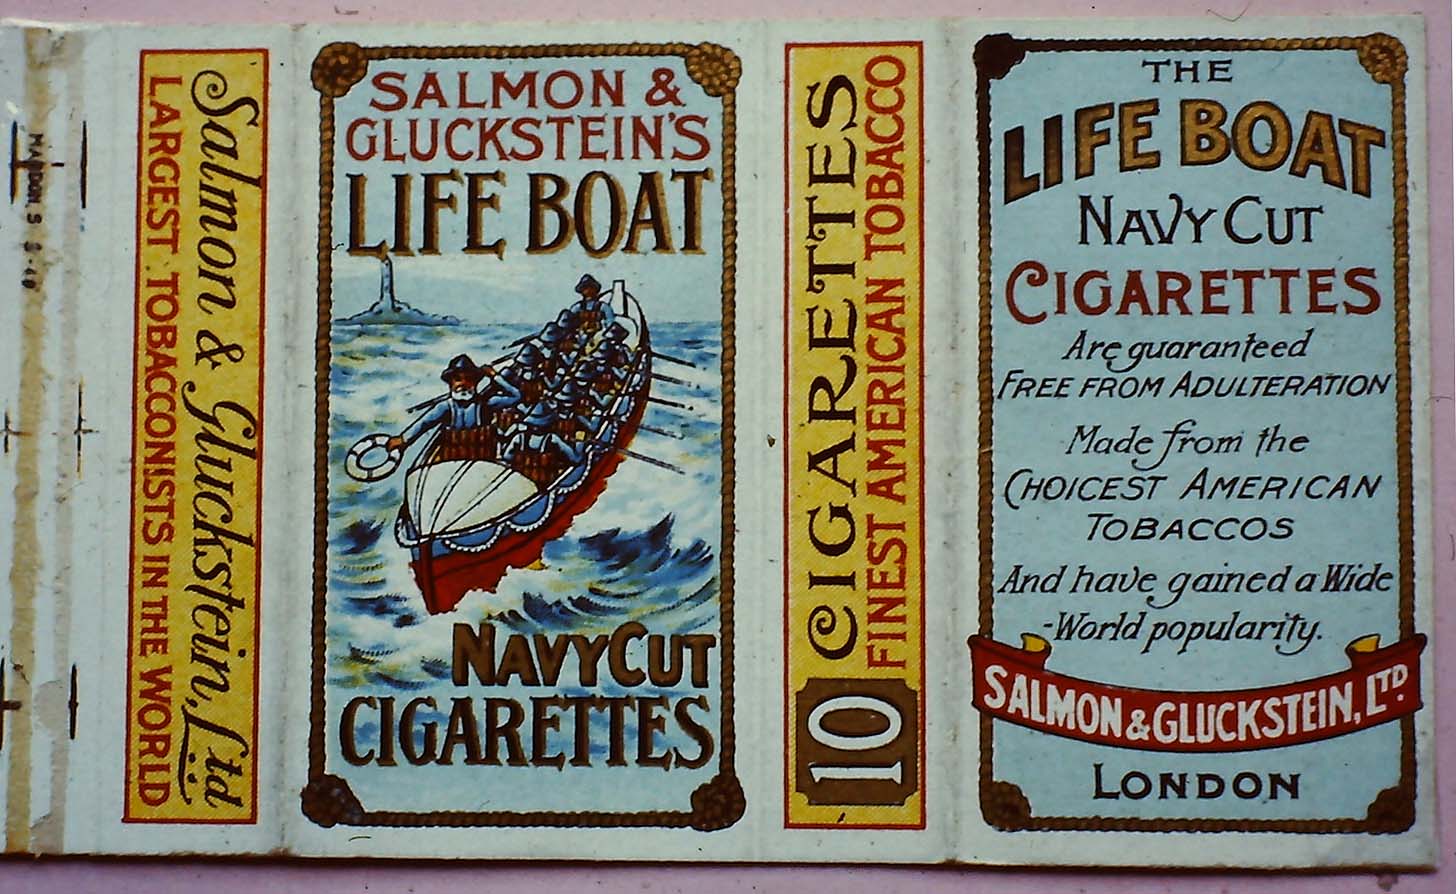 MARDON, S
Salmon & Gluckstein, Ltd
LARGEST TOBACCONISTS IN THE WORLD
SALMON &
GLUCKSTEIN'S
LIFE BOAT
NAVY CUT
CIGARETTES
CIGARETTES
FINEST AMERICAN TOBACCO
10
THE
LIFE BOAT
NAVY CUT
CIGARETTES
Are guaranteed
FREE FROM ADULTERATION
Made from the
CHOICEST AMERICAN
TOBACCOS
And have gained a Wide
-World popularity.
SALMON & GLUCKSTEIN, LTD.
LONDON